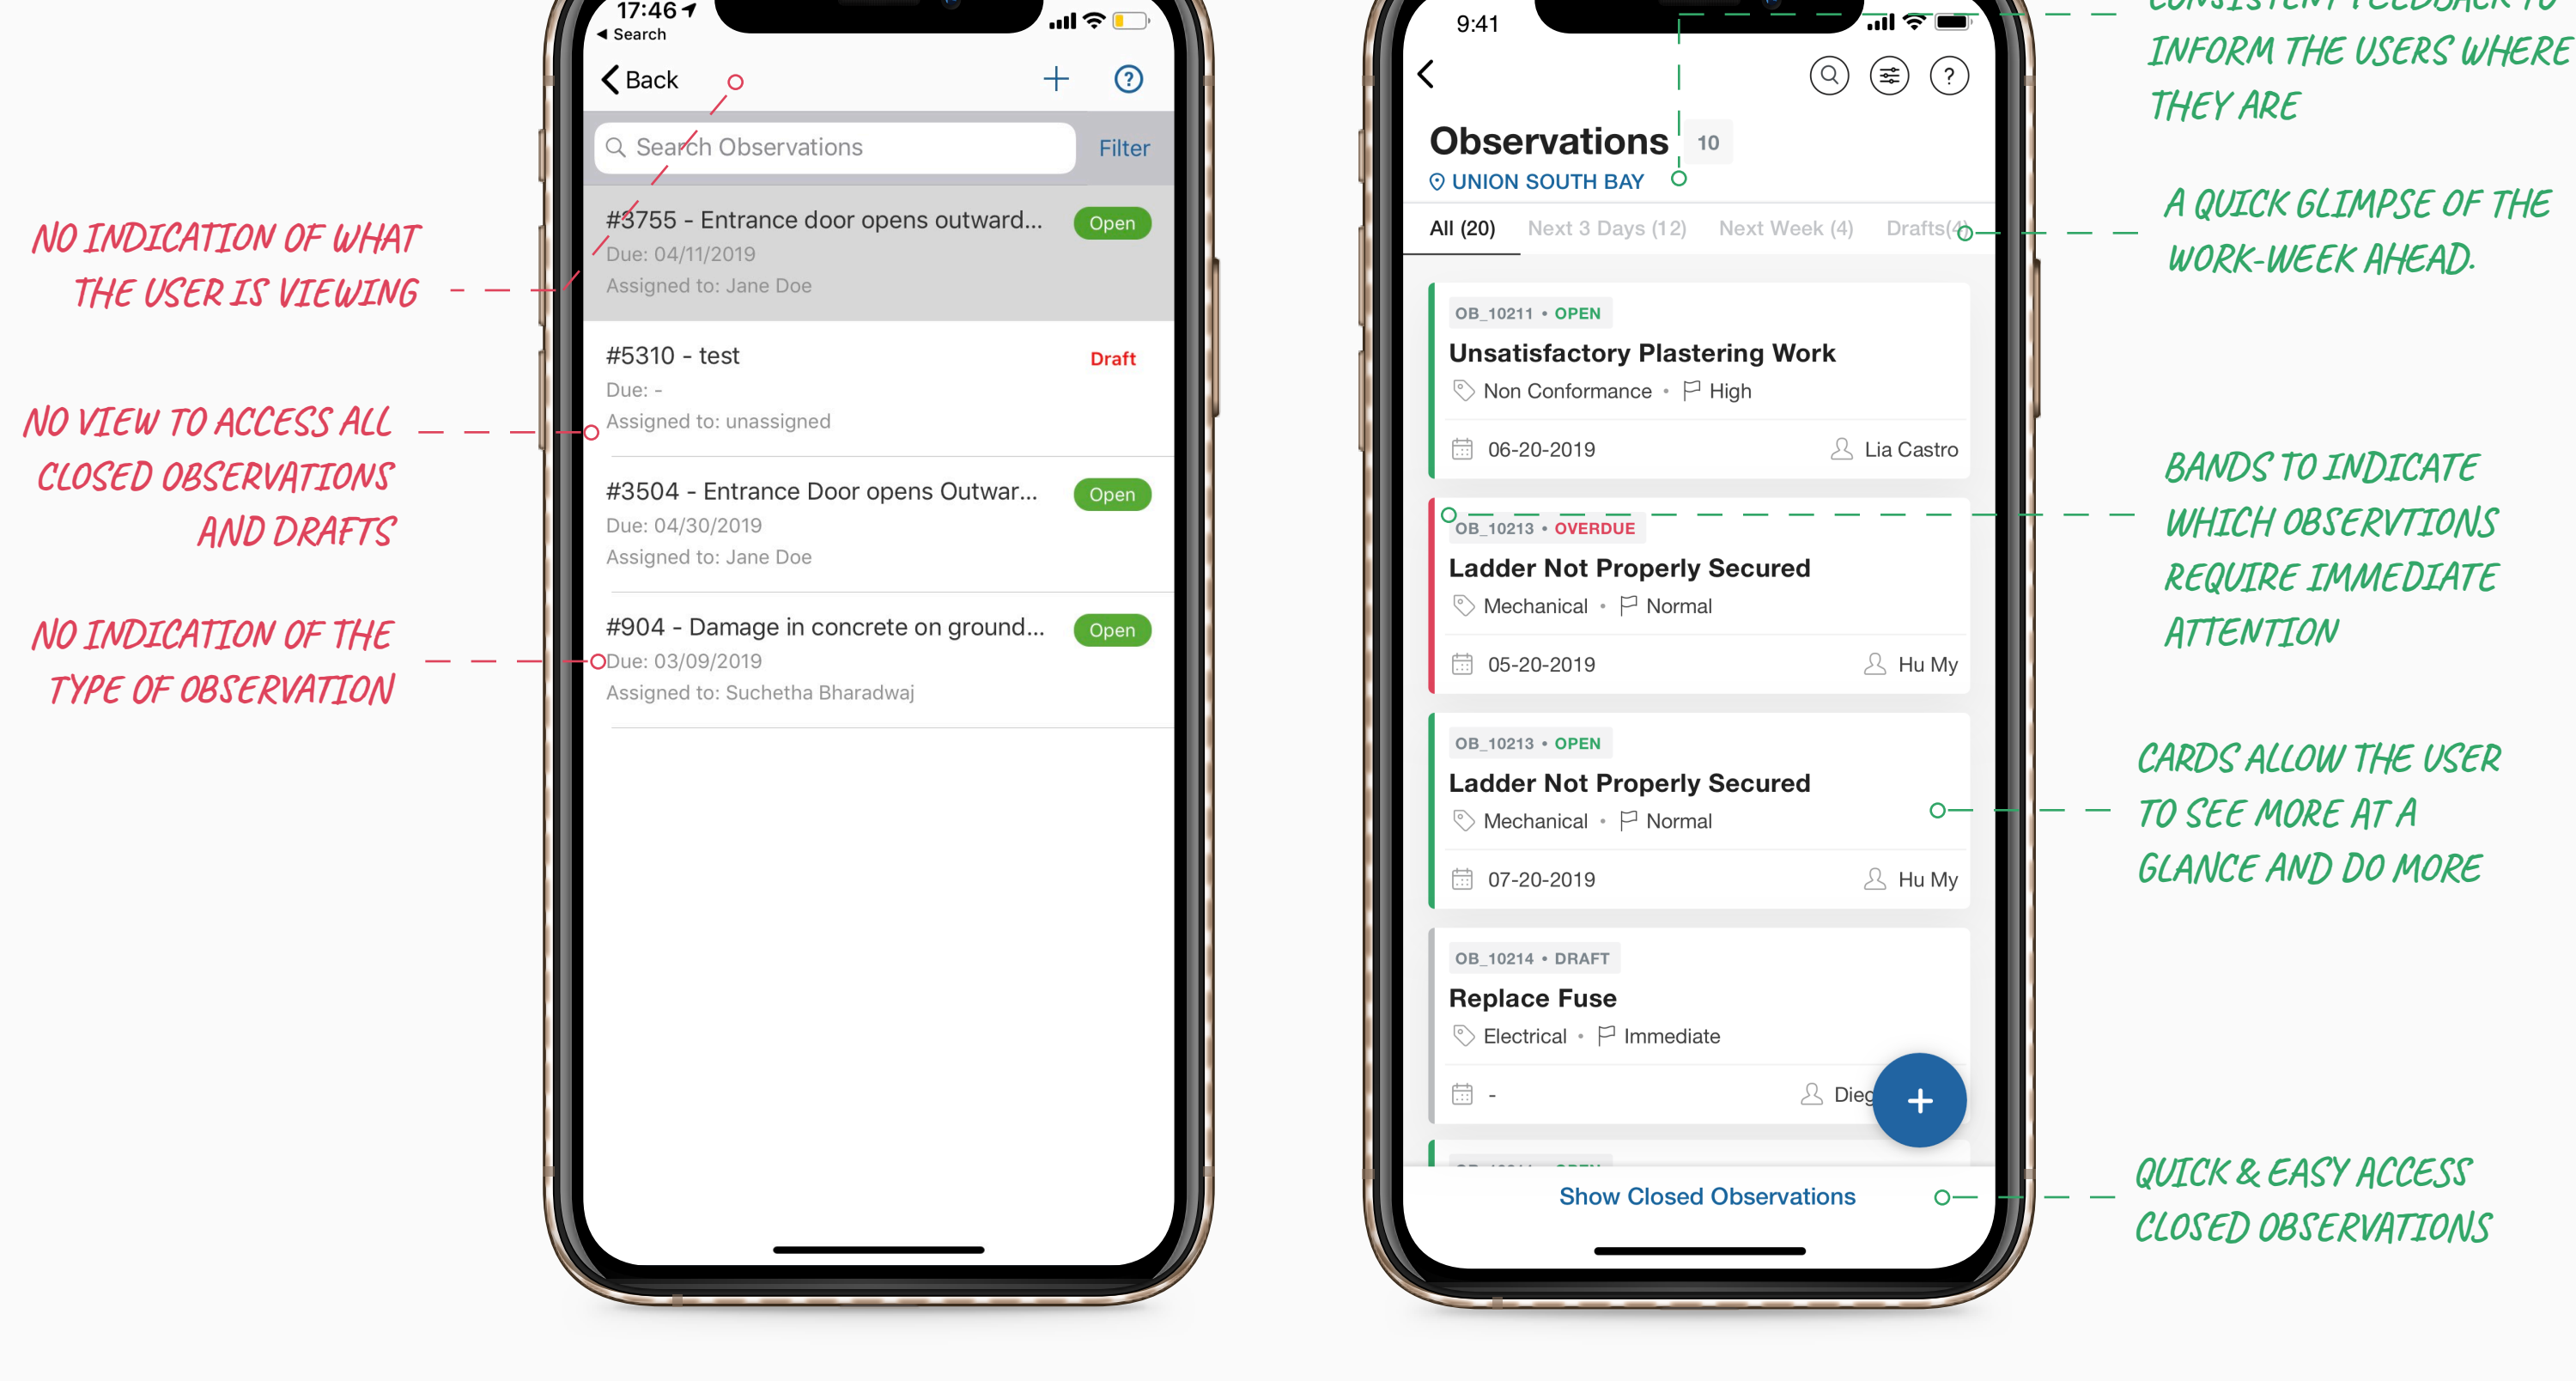 NO INDICATION OF WHAT
THE USER IS VIEWING
NO VIEW TO ACCESS ALL
CLOSED OBSERVATIONS
AND DRAFTS
NO INDICATION OF THE
TYPE OF OBSERVATION
17:46
◀ Search
Back
Search Observations
Filter
#3755 - Entrance door opens outward...
Open
Due: 04/11/2019
Assigned to: Jane Doe
#5310 - test
Draft
Due: -
Assigned to: unassigned
#3504 - Entrance Door opens Outwar...
Open
Due: 04/30/2019
Assigned to: Jane Doe
#904 - Damage in concrete on ground...
Open
Due: 03/09/2019
Assigned to: Suchetha Bharadwaj
9:41
Observations
10
UNION SOUTH BAY
All (20)
Next 3 Days (12)
Next Week (4)
Drafts(4)
OB_10211 • OPEN
Unsatisfactory Plastering Work
Non Conformance • High
06-20-2019
Lia Castro
OB_10213 • OVERDUE
Ladder Not Properly Secured
Mechanical • Normal
05-20-2019
Hu My
OB_10213 • OPEN
Ladder Not Properly Secured
Mechanical • Normal
07-20-2019
Hu My
OB_10214 • DRAFT
Replace Fuse
Electrical • Immediate
-
Dieg
+
Show Closed Observations
CONSISTENT FEEDBACK TO
INFORM THE USERS WHERE
THEY ARE
A QUICK GLIMPSE OF THE
WORK-WEEK AHEAD.
BANDS TO INDICATE
WHICH OBSERVTIONS
REQUIRE IMMEDIATE
ATTENTION
CARDS ALLOW THE USER
TO SEE MORE AT A
GLANCE AND DO MORE
QUICK & EASY ACCESS
CLOSED OBSERVATIONS